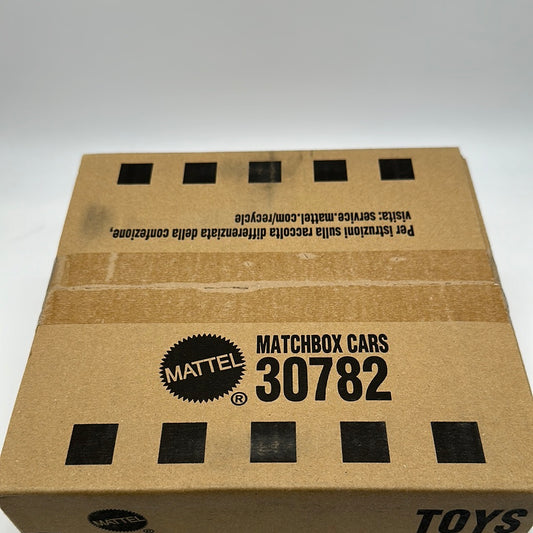 Per Istruzioni sulla raccolta differenziata della confezione,
visita: service.mattel.com/recycle
MATTEL
®
MATCHBOX CARS
30782
MATTEL
TOYS